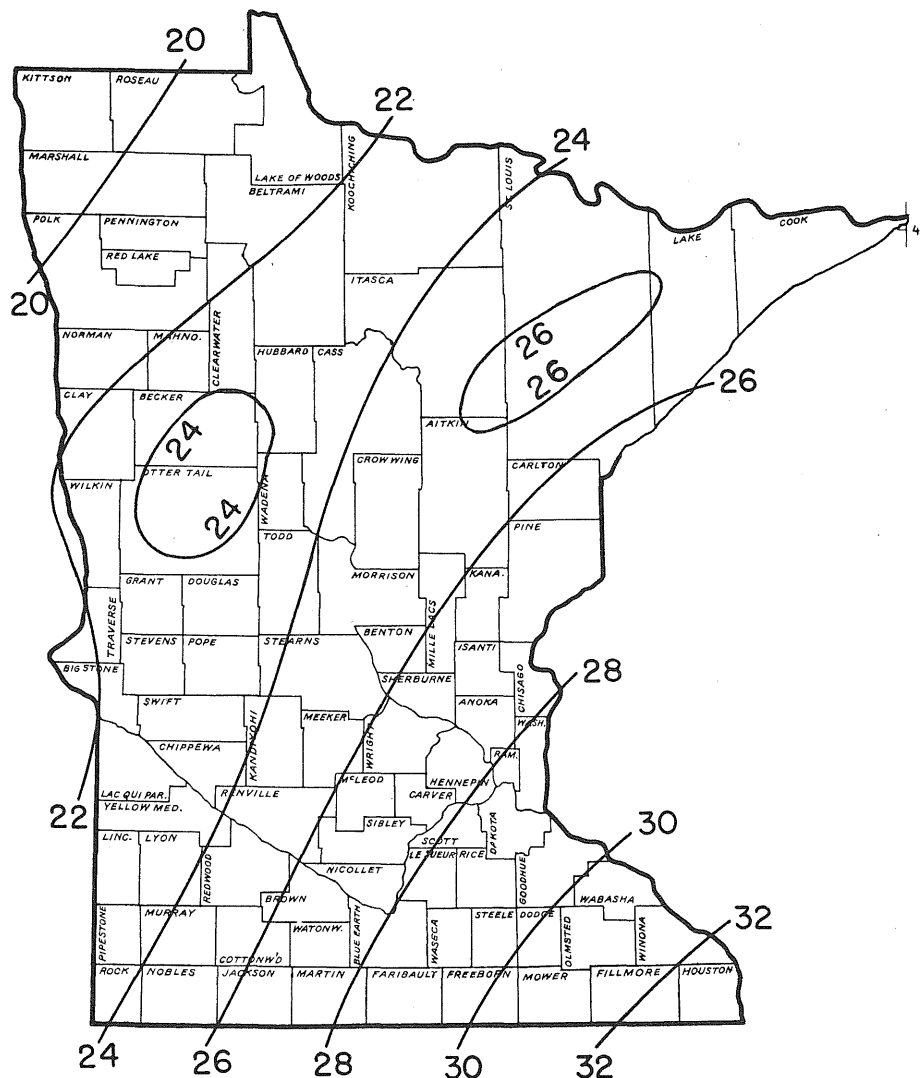 20
KITTSON ROSEAU
22
MARSHALL
LAKE OF WOODS
BELTRAMI
KOOCHICHING
24
ST. LOUIS
POLK PENNINGTON
RED LAKE
LAKE COOK
4
20
ITASCA
NORMAN MAHNO. CLEARWATER
HUBBARD CASS
26
26
26
CLAY BECKER
24
AITKIN
OTTER TAIL
CROW WING
CARLTON
WILKIN
24
WADENA
PINE
TODD
GRANT DOUGLAS
MORRISON
KANA.
TRAVERSE
STEVENS POPE STEARNS
BENTON
MILLE LACS
ISANTI
BIG STONE
SHERBURNE
CHISAGO
28
SWIFT
KANDIYOHI
MEEKER
WRIGHT
ANOKA
WASH.
CHIPPEWA
RAM.
LAC QUI PAR.
RENVILLE
McLEOD
HENNEPIN
YELLOW MED.
CARVER
22
SIBLEY
SCOTT
DAKOTA
30
LINC. LYON
REDWOOD
NICOLLET
LE SUEUR RICE
GOODHUE
BROWN
WABASHA
PIPESTONE
MURRAY
WATONW.
BLUE EARTH
WASECA
STEELE DODGE
OLMSTED
WINONA
32
COTTONW'D
ROCK NOBLES JACKSON MARTIN FARIBAULT FREEBORN MOWER FILLMORE HOUSTON
24 26 28 30 32